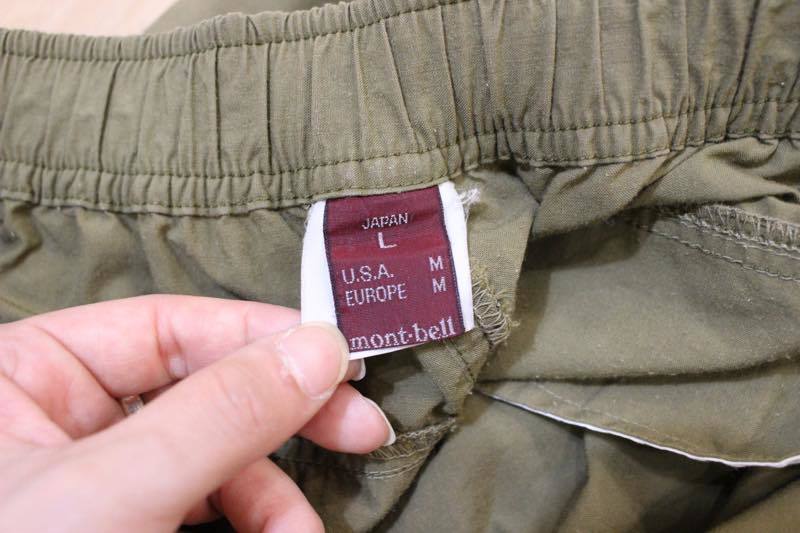 JAPAN
L
U.S.A. M
EUROPE M
mont·bell